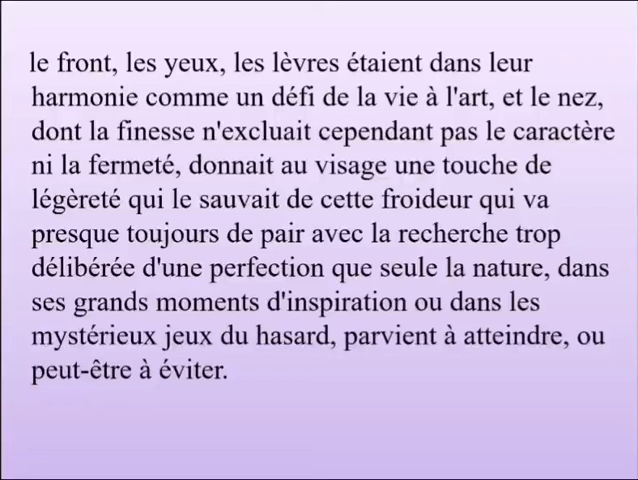 le front, les yeux, les lèvres étaient dans leur
harmonie comme un défi de la vie à l'art, et le nez,
dont la finesse n'excluait cependant pas le caractère
ni la fermeté, donnait au visage une touche de
légèreté qui le sauvait de cette froideur qui va
presque toujours de pair avec la recherche trop
délibérée d'une perfection que seule la nature, dans
ses grands moments d'inspiration ou dans les
mystérieux jeux du hasard, parvient à atteindre, ou
peut-être à éviter.